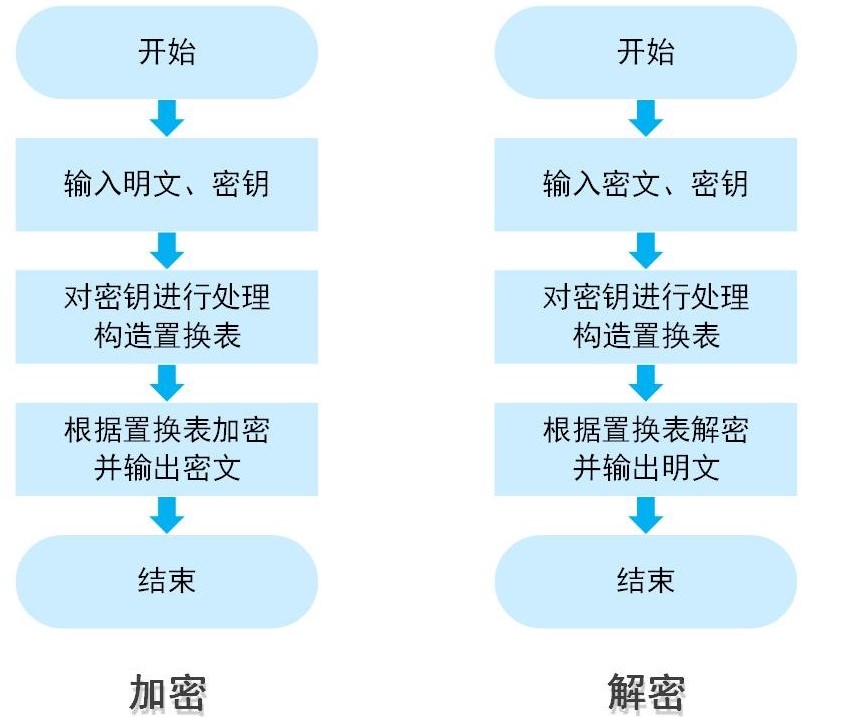 开始
输入明文、密钥
对密钥进行处理
构造置换表
根据置换表加密
并输出密文
结束
加密
开始
输入密文、密钥
对密钥进行处理
构造置换表
根据置换表解密
并输出明文
结束
解密